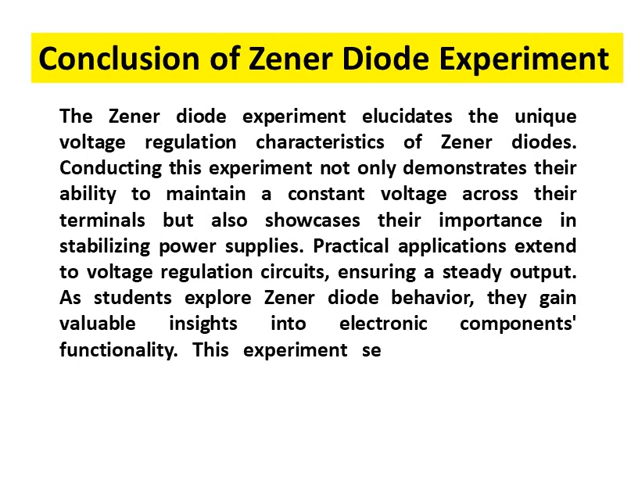 Conclusion of Zener Diode Experiment
The Zener diode experiment elucidates the unique
voltage regulation characteristics of Zener diodes.
Conducting this experiment not only demonstrates their
ability to maintain a constant voltage across their
terminals but also showcases their importance in
stabilizing power supplies. Practical applications extend
to voltage regulation circuits, ensuring a steady output.
As students explore Zener diode behavior, they gain
valuable insights into electronic components'
functionality. This experiment se